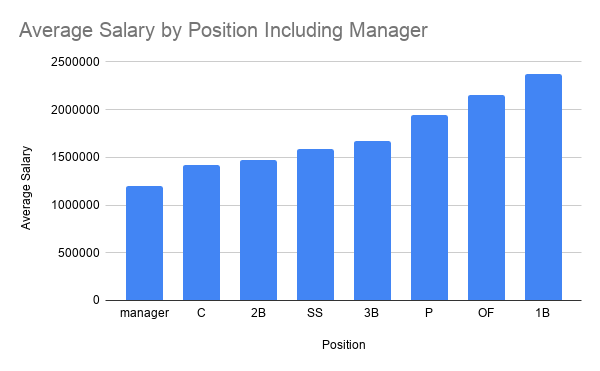 Average Salary by Position Including Manager
2500000
2000000
1500000
1000000
500000
0
Average Salary
manager C 2B SS 3B P OF 1B
Position